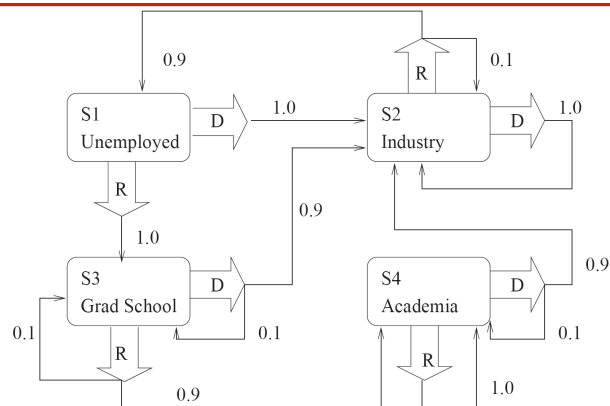 0.9
R
0.1
S1
Unemployed
D
1.0
S2
Industry
D
1.0
R
1.0
0.9
S3
Grad School
D
S4
Academia
D
0.9
0.1
R
0.1
R
0.1
0.9
1.0